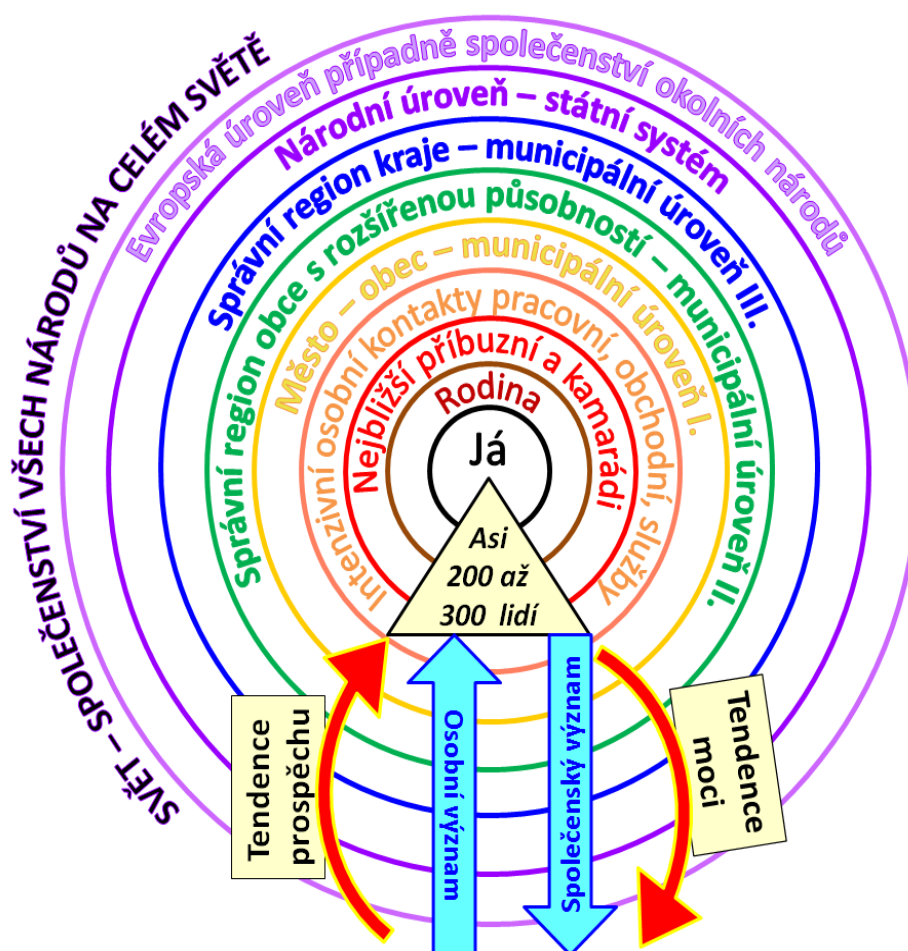 SVĚT – SPOLEČENSTVÍ VŠECH NÁRODŮ NA CELÉM SVĚTĚ
Evropská úroveň případně společenství okolních národů
Národní úroveň – státní systém
Správní region kraje – municipální úroveň III.
Správní region obce s rozšířenou působností – municipální úroveň II.
Město – obec – municipální úroveň I.
Intenzivní osobní kontakty pracovní, obchodní, služby
Nejbližší příbuzní a kamarádi
Rodina
Já
Asi
200 až
300 lidí
Tendence
prospěchu
Osobní význam
Společenský význam
Tendence
moci